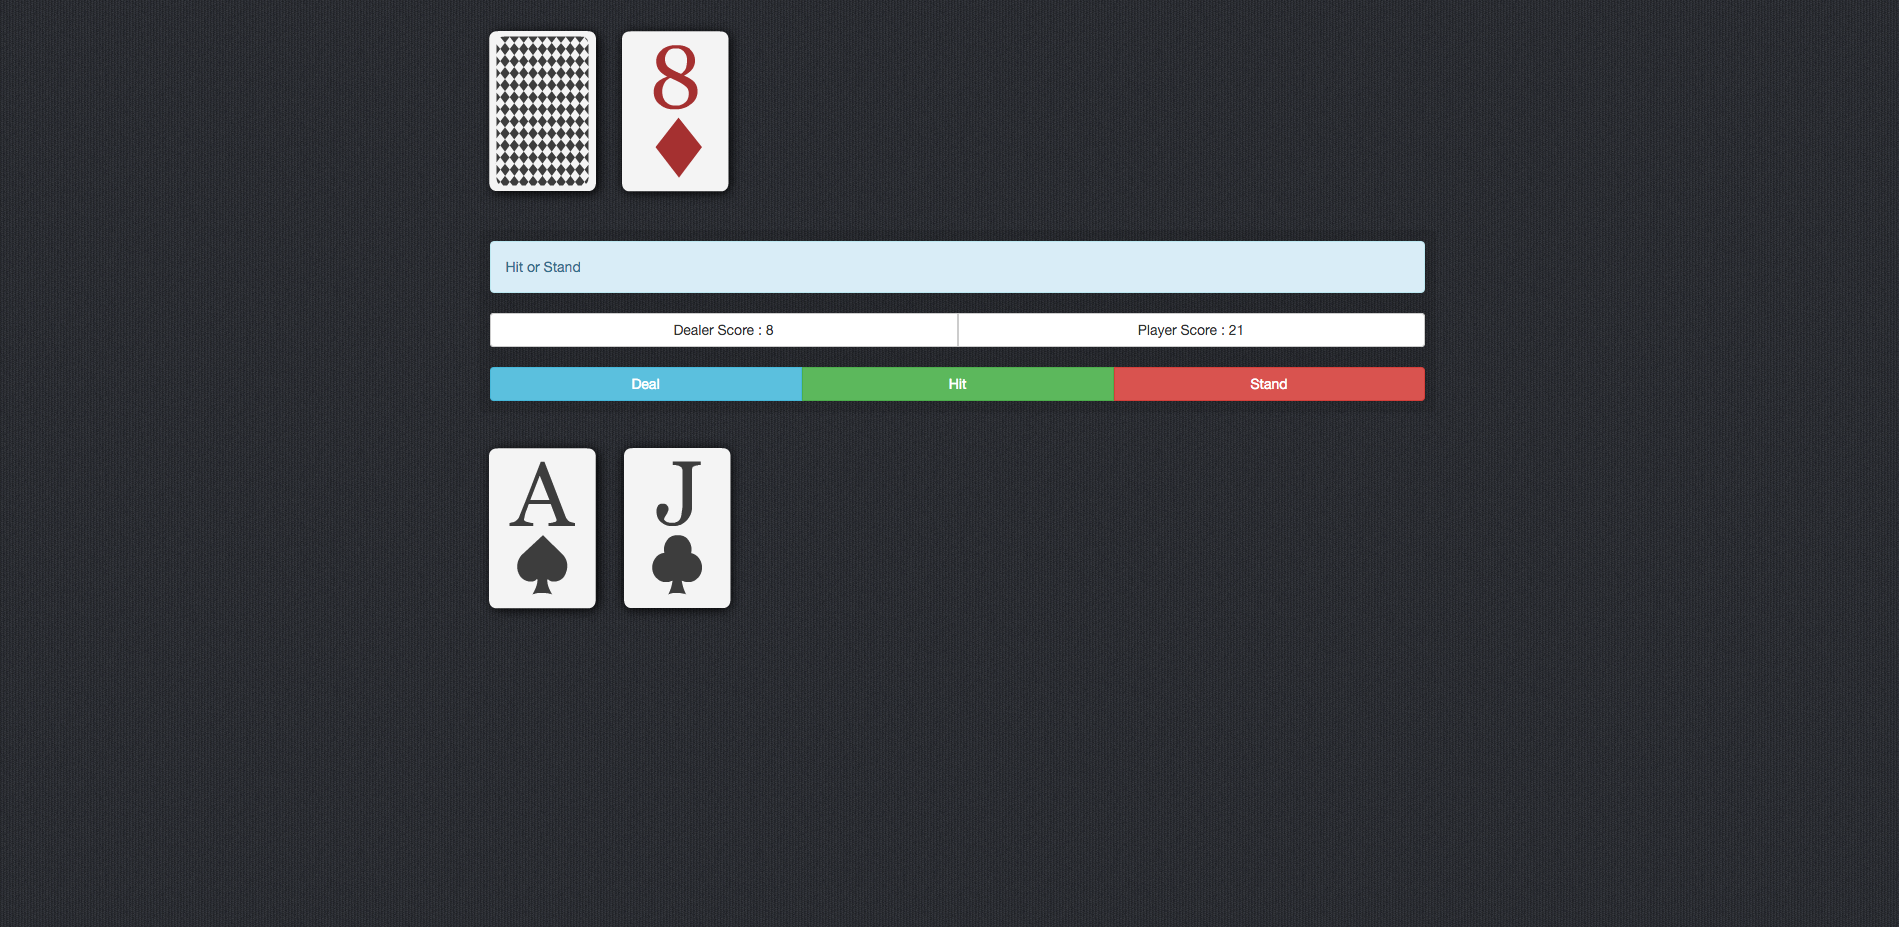 8
Hit or Stand
Dealer Score : 8 Player Score : 21
Deal Hit Stand
A J